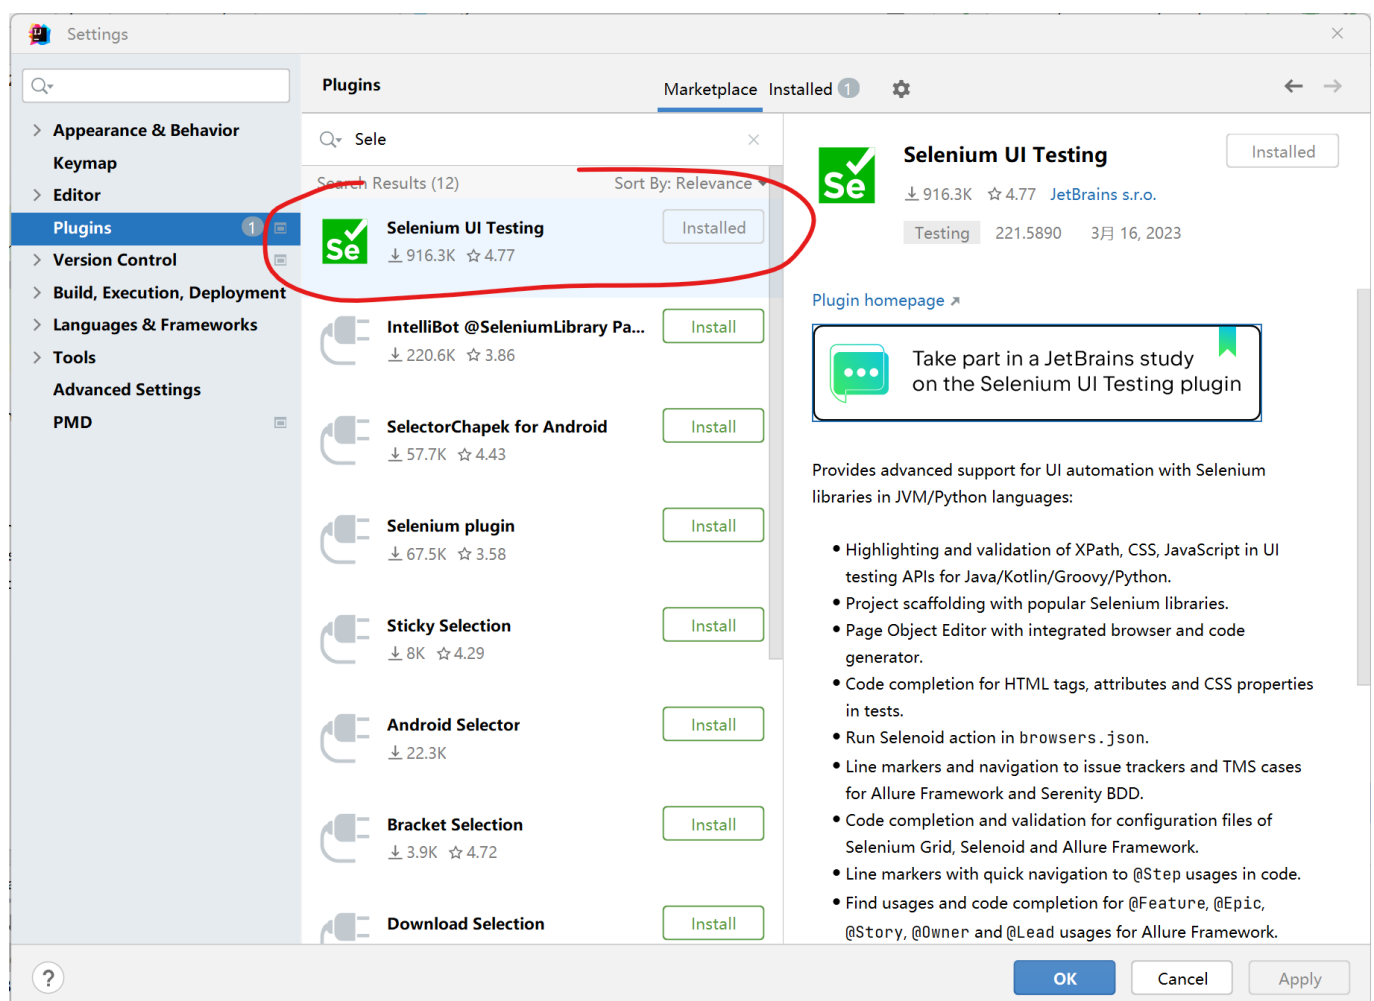 Settings
Plugins
Marketplace Installed 1
Appearance & Behavior
Keymap
Editor
Plugins 1
Version Control
Build, Execution, Deployment
Languages & Frameworks
Tools
Advanced Settings
PMD
Sele
Search Results (12) Sort By: Relevance
Selenium UI Testing Installed
916.3K 4.77
IntelliBot @SeleniumLibrary Pa... Install
220.6K 3.86
SelectorChapek for Android Install
57.7K 4.43
Selenium plugin Install
67.5K 3.58
Sticky Selection Install
8K 4.29
Android Selector Install
22.3K
Bracket Selection Install
3.9K 4.72
Download Selection Install
Se
Se
Selenium UI Testing Installed
916.3K 4.77 JetBrains s.r.o.
Testing 221.5890 3月 16, 2023
Plugin homepage
Take part in a JetBrains study
on the Selenium UI Testing plugin
Provides advanced support for UI automation with Selenium
libraries in JVM/Python languages:
• Highlighting and validation of XPath, CSS, JavaScript in UI
testing APIs for Java/Kotlin/Groovy/Python.
• Project scaffolding with popular Selenium libraries.
• Page Object Editor with integrated browser and code
generator.
• Code completion for HTML tags, attributes and CSS properties
in tests.
• Run Selenoid action in browsers.json.
• Line markers and navigation to issue trackers and TMS cases
for Allure Framework and Serenity BDD.
• Code completion and validation for configuration files of
Selenium Grid, Selenoid and Allure Framework.
• Line markers with quick navigation to @Step usages in code.
• Find usages and code completion for @Feature, @Epic,
@Story, @Owner and @Lead usages for Allure Framework.
?
OK Cancel Apply